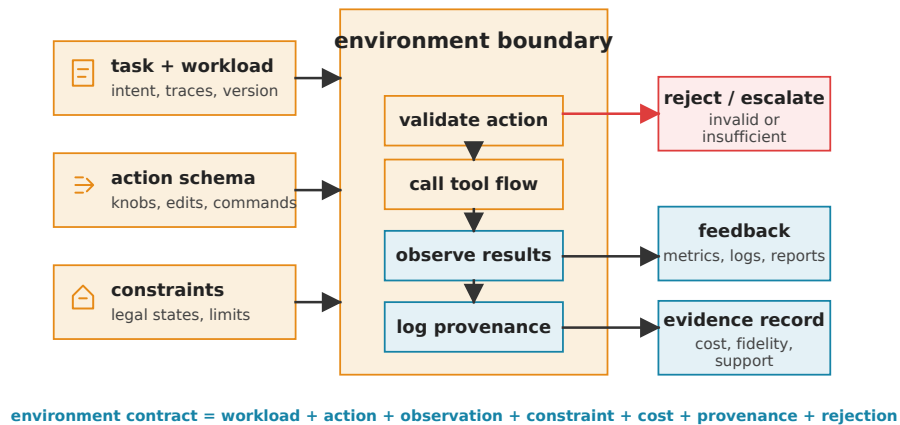 environment boundary
task + workload
intent, traces, version
action schema
knobs, edits, commands
constraints
legal states, limits
validate action
call tool flow
observe results
log provenance
reject / escalate
invalid or
insufficient
feedback
metrics, logs, reports
evidence record
cost, fidelity,
support
environment contract = workload + action + observation + constraint + cost + provenance + rejection